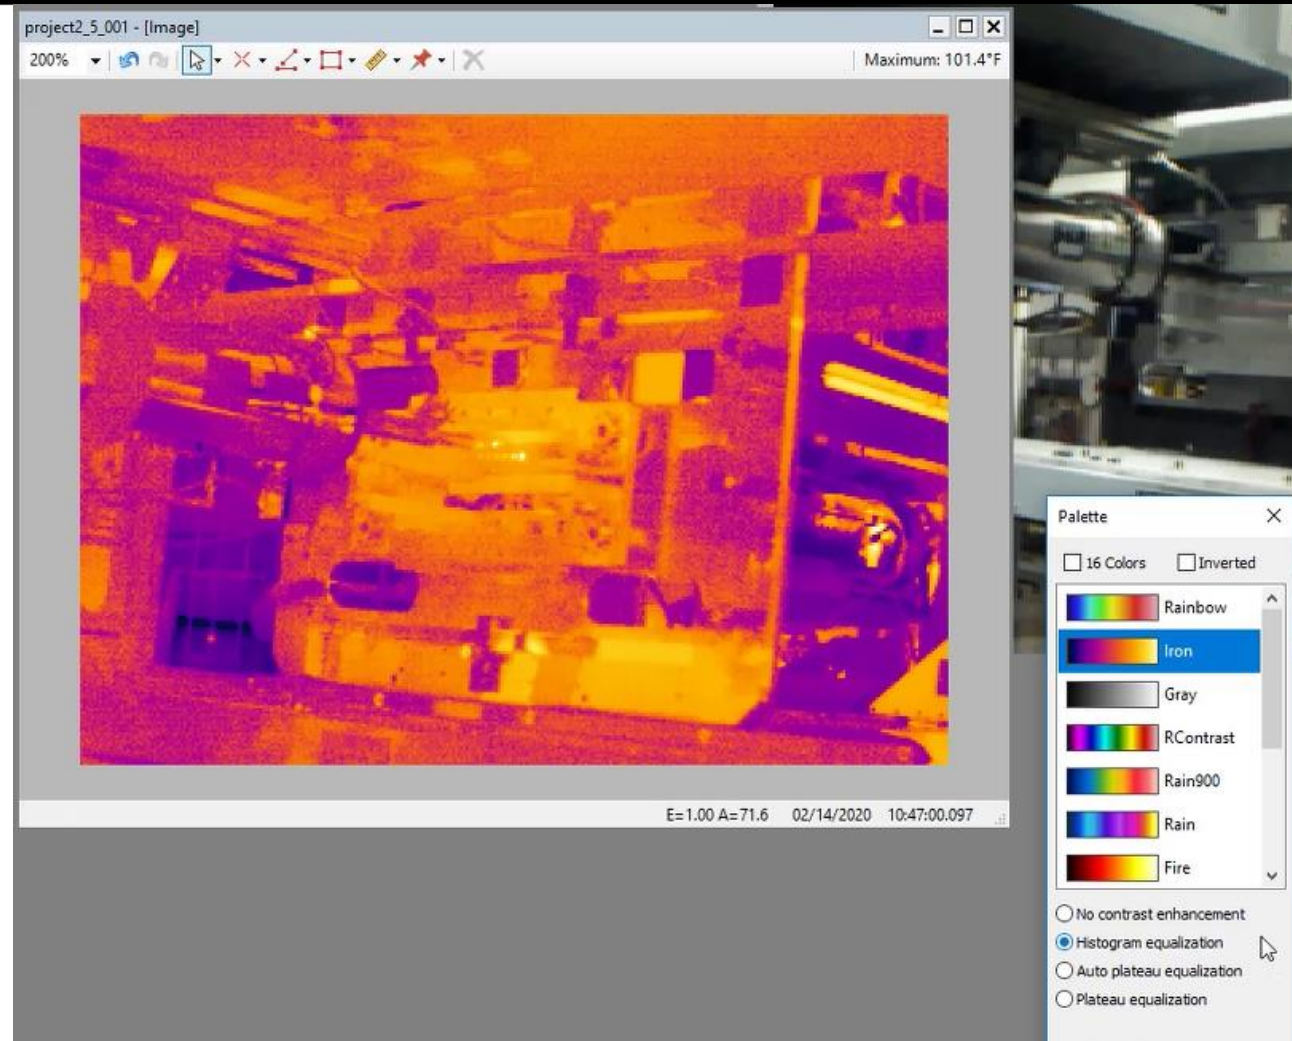 project2_5_001 - [Image]
200%
Maximum: 101.4°F
E=1.00 A=71.6 02/14/2020 10:47:00.097
Palette
16 Colors Inverted
Rainbow
Iron
Gray
RContrast
Rain900
Rain
Fire
No contrast enhancement
Histogram equalization
Auto plateau equalization
Plateau equalization